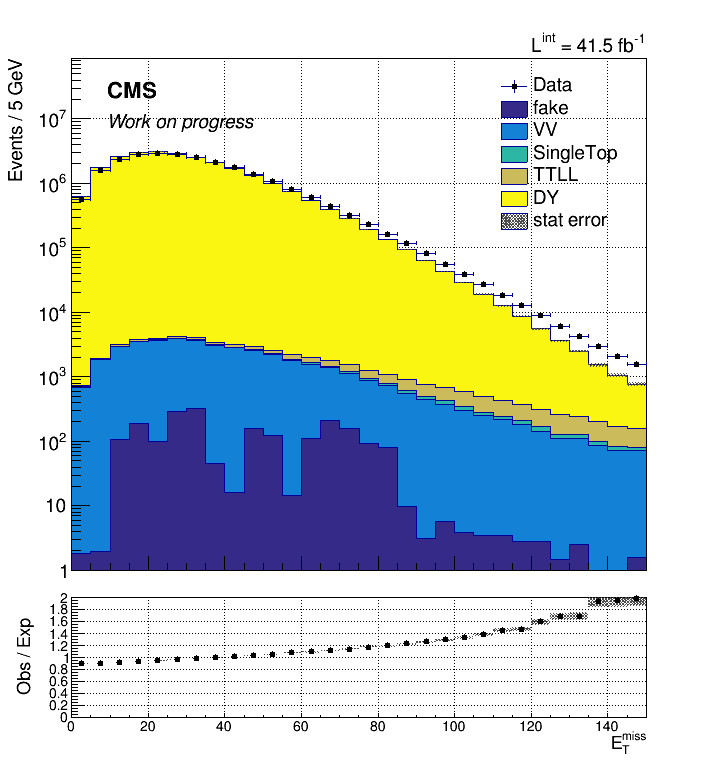 L^int = 41.5 fb^-1
Events / 5 GeV
CMS
Work on progress
Data
fake
VV
SingleTop
TTLL
DY
stat error
10^7
10^6
10^5
10^4
10^3
10^2
10
1
Obs / Exp
2
1.8
1.6
1.4
1.2
1
0.8
0.6
0.4
0.2
0
0 20 40 60 80 100 120 140
E_T^miss